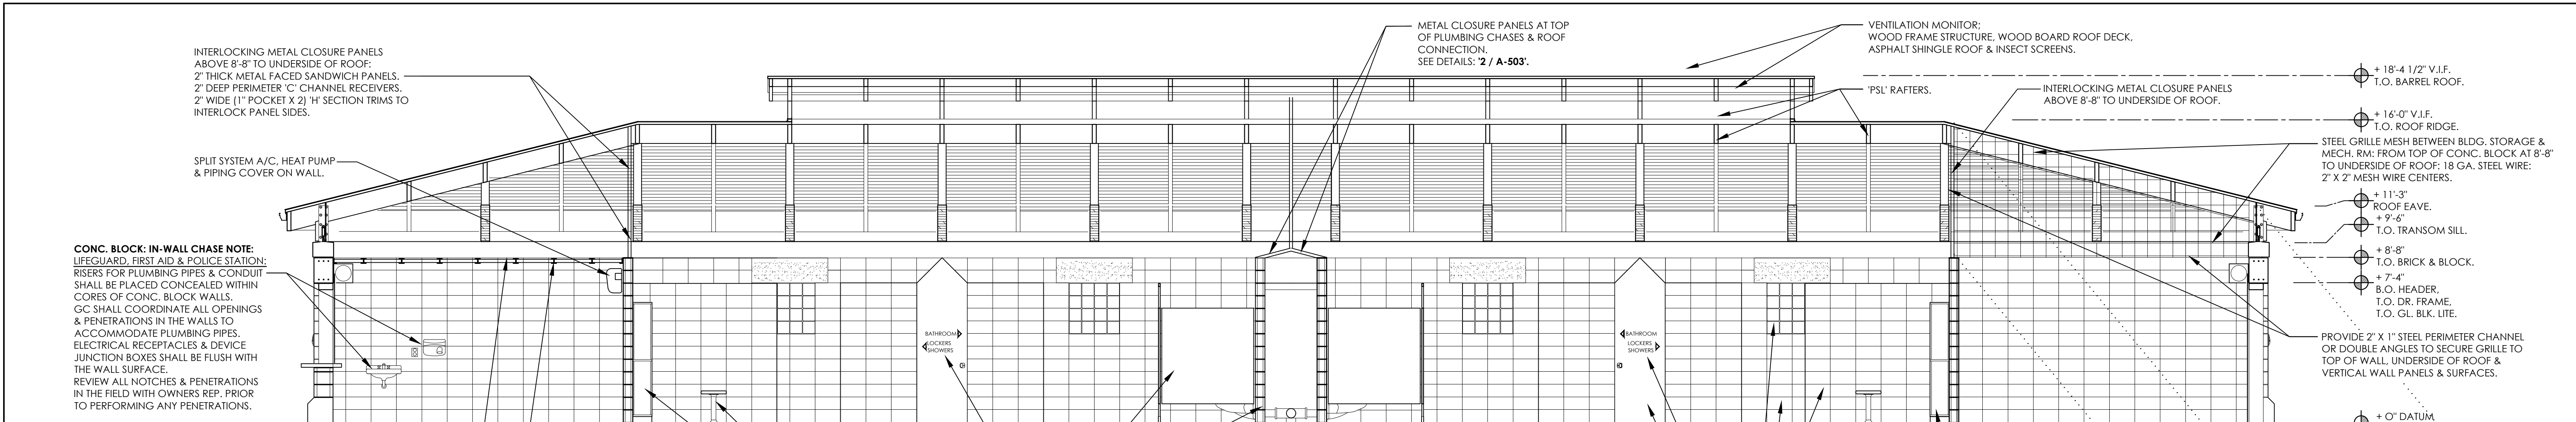 INTERLOCKING METAL CLOSURE PANELS
ABOVE 8'-8" TO UNDERSIDE OF ROOF:
2" THICK METAL FACED SANDWICH PANELS.
2" DEEP PERIMETER 'C' CHANNEL RECEIVERS.
2" WIDE (1" POCKET X 2) 'H' SECTION TRIMS TO
INTERLOCK PANEL SIDES.
SPLIT SYSTEM A/C, HEAT PUMP
& PIPING COVER ON WALL.
CONC. BLOCK: IN-WALL CHASE NOTE:
LIFEGUARD, FIRST AID & POLICE STATION:
RISERS FOR PLUMBING PIPES & CONDUIT
SHALL BE PLACED CONCEALED WITHIN
CORES OF CONC. BLOCK WALLS.
GC SHALL COORDINATE ALL OPENINGS
& PENETRATIONS IN THE WALLS TO
ACCOMMODATE PLUMBING PIPES.
ELECTRICAL RECEPTACLES & DEVICE
JUNCTION BOXES SHALL BE FLUSH WITH
THE WALL SURFACE.
REVIEW ALL NOTCHES & PENETRATIONS
IN THE FIELD WITH OWNERS REP. PRIOR
TO PERFORMING ANY PENETRATIONS.
METAL CLOSURE PANELS AT TOP
OF PLUMBING CHASES & ROOF
CONNECTION.
SEE DETAILS: '2 / A-503'.
BATHROOM
LOCKERS
SHOWERS
BATHROOM
LOCKERS
SHOWERS
VENTILATION MONITOR;
WOOD FRAME STRUCTURE, WOOD BOARD ROOF DECK,
ASPHALT SHINGLE ROOF & INSECT SCREENS.
'PSL' RAFTERS.
INTERLOCKING METAL CLOSURE PANELS
ABOVE 8'-8" TO UNDERSIDE OF ROOF.
+ 18'-4 1/2" V.I.F.
T.O. BARREL ROOF.
+ 16'-0" V.I.F.
T.O. ROOF RIDGE.
STEEL GRILLE MESH BETWEEN BLDG. STORAGE &
MECH. RM: FROM TOP OF CONC. BLOCK AT 8'-8"
TO UNDERSIDE OF ROOF: 18 GA. STEEL WIRE:
2" X 2" MESH WIRE CENTERS.
+ 11'-3"
ROOF EAVE.
+ 9'-6"
T.O. TRANSOM SILL.
+ 8'-8"
T.O. BRICK & BLOCK.
+ 7'-4"
B.O. HEADER,
T.O. DR. FRAME,
T.O. GL. BLK. LITE.
PROVIDE 2" X 1" STEEL PERIMETER CHANNEL
OR DOUBLE ANGLES TO SECURE GRILLE TO
TOP OF WALL, UNDERSIDE OF ROOF &
VERTICAL WALL PANELS & SURFACES.
+ O" DATUM